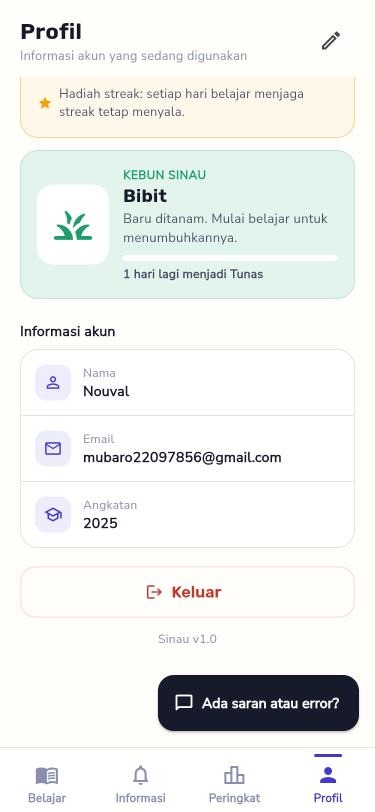 Profil
Informasi akun yang sedang digunakan
Hadiah streak: setiap hari belajar menjaga
streak tetap menyala.
KEBUN SINAU
Bibit
Baru ditanam. Mulai belajar untuk
menumbuhkannya.
1 hari lagi menjadi Tunas
Informasi akun
Nama
Nouval
Email
mubaro22097856@gmail.com
Angkatan
2025
Keluar
Sinau v1.0
Ada saran atau error?
Belajar
Informasi
Peringkat
Profil